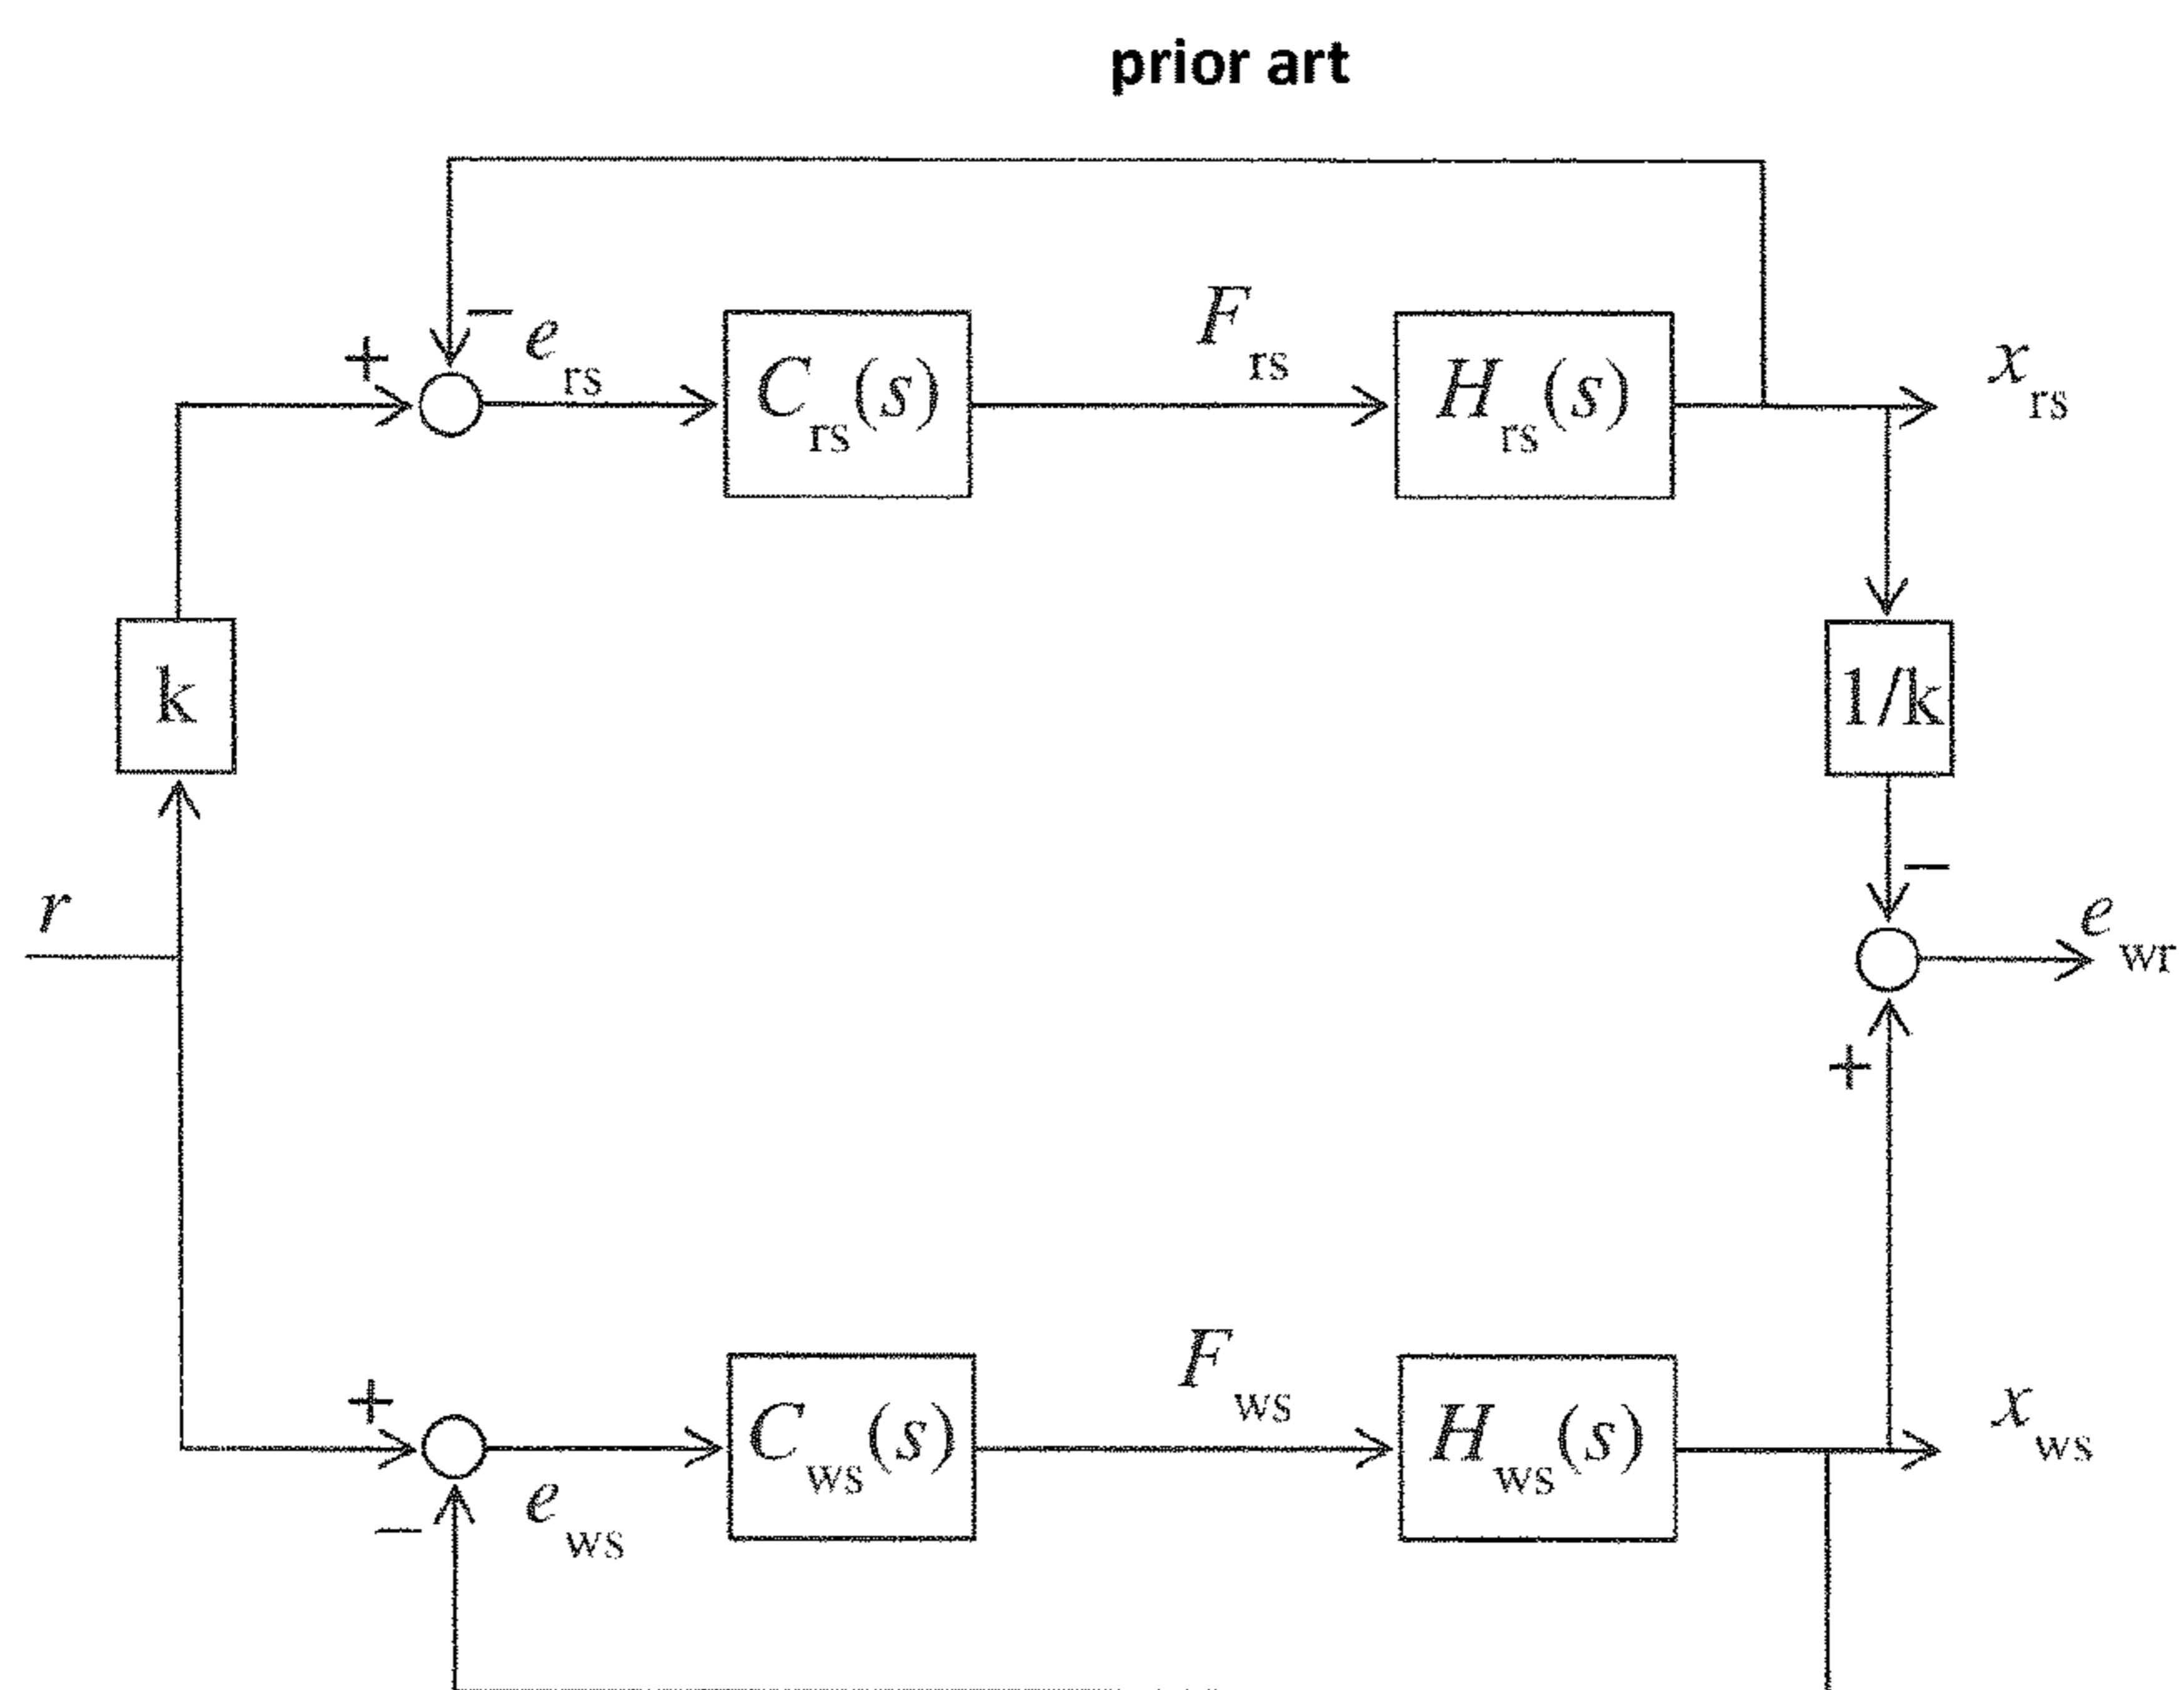 prior art
− e_rs
+
C_rs(s)
F_rs
H_rs(s)
x_rs
k
1/k
r
−
e_wr
+
+
−
e_ws
C_ws(s)
F_ws
H_ws(s)
x_ws